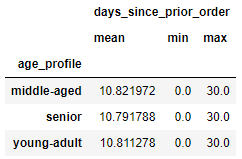 days_since_prior_order
mean min max
age_profile
middle-aged 10.821972 0.0 30.0
senior 10.791788 0.0 30.0
young-adult 10.811278 0.0 30.0